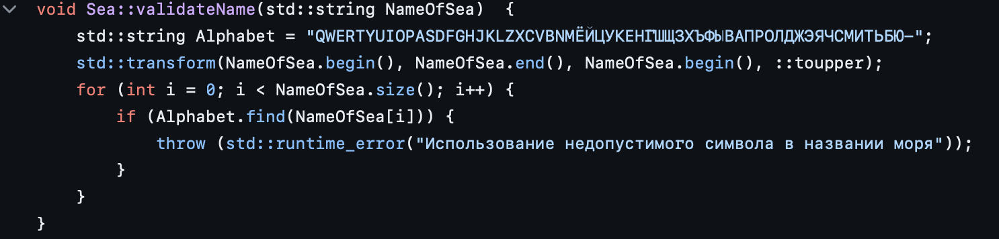 void Sea::validateName(std::string NameOfSea)  {
    std::string Alphabet = "QWERTYUIOPASDFGHJKLZXCVBNMЁЙЦУКЕНГШЩЗХЪФЫВАПРОЛДЖЭЯЧСМИТЬБЮ-";
    std::transform(NameOfSea.begin(), NameOfSea.end(), NameOfSea.begin(), ::toupper);
    for (int i = 0; i < NameOfSea.size(); i++) {
        if (Alphabet.find(NameOfSea[i])) {
            throw (std::runtime_error("Использование недопустимого символа в названии моря"));
        }
    }
}